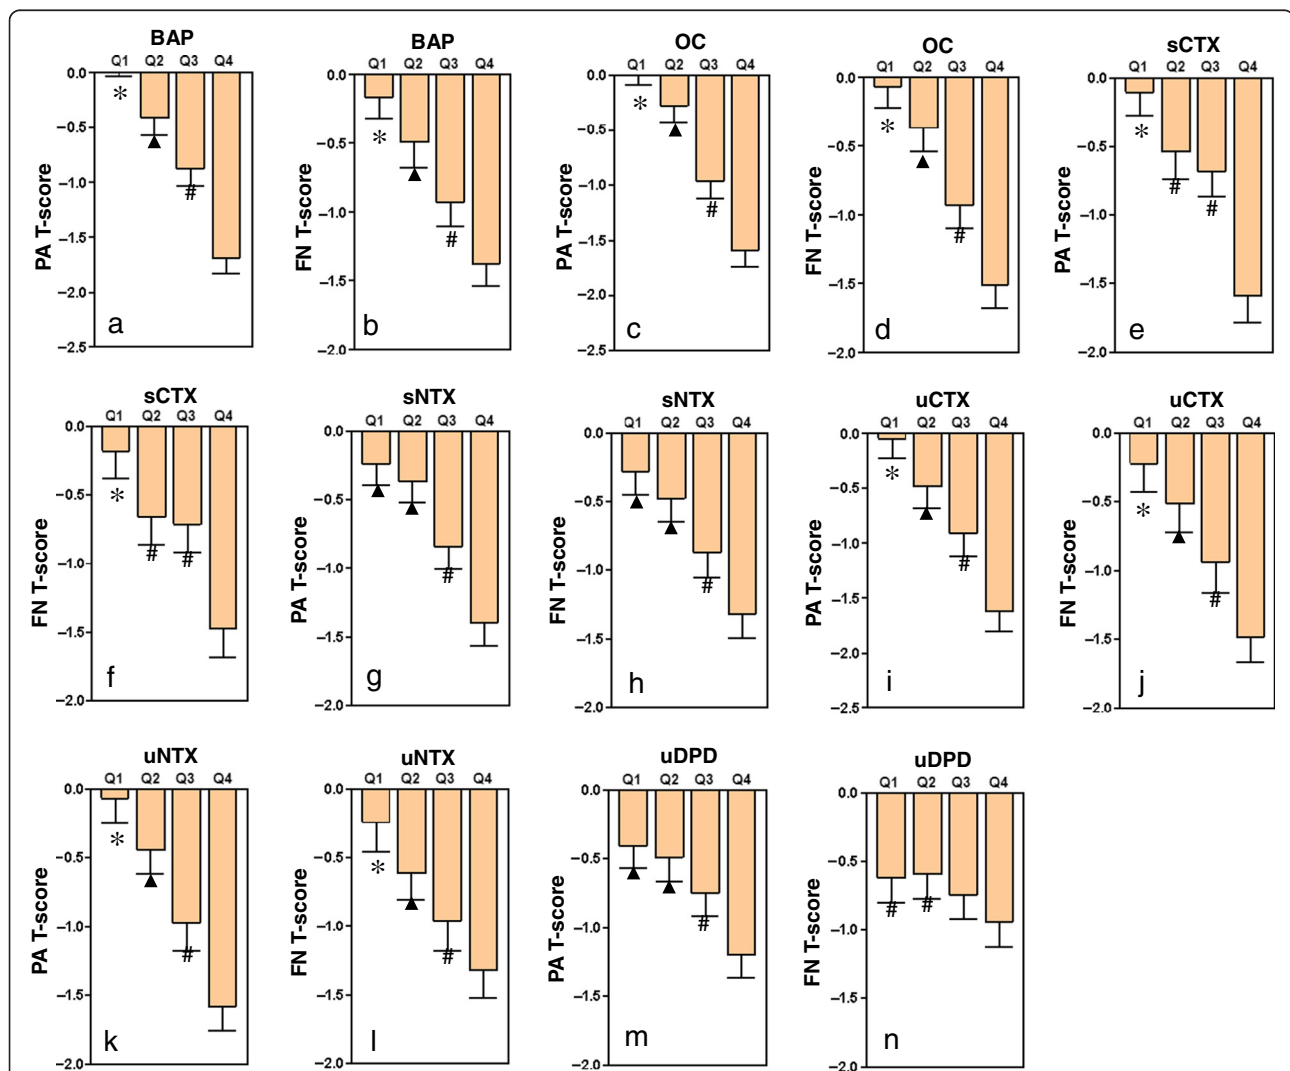 BAP
Q1 Q2 Q3 Q4
0.0
*
▲
−0.5
#
−1.0
−1.5
−2.0
−2.5
PA T-score
a
BAP
Q1 Q2 Q3 Q4
0.0
*
−0.5
▲
#
−1.0
−1.5
−2.0
FN T-score
b
OC
Q1 Q2 Q3 Q4
0.0
*
−0.5
▲
−1.0
#
−1.5
−2.0
−2.5
PA T-score
c
OC
Q1 Q2 Q3 Q4
0.0
*
−0.5
▲
−1.0
#
−1.5
−2.0
FN T-score
d
sCTX
Q1 Q2 Q3 Q4
0.0
*
−0.5
# #
−1.0
−1.5
−2.0
PA T-score
e
sCTX
Q1 Q2 Q3 Q4
0.0
*
−0.5
# #
−1.0
−1.5
−2.0
FN T-score
f
sNTX
Q1 Q2 Q3 Q4
0.0
▲ ▲
−0.5
#
−1.0
−1.5
−2.0
PA T-score
g
sNTX
Q1 Q2 Q3 Q4
0.0
▲ ▲
−0.5
#
−1.0
−1.5
−2.0
FN T-score
h
uCTX
Q1 Q2 Q3 Q4
0.0
*
−0.5
▲
−1.0
#
−1.5
−2.0
−2.5
PA T-score
i
uCTX
Q1 Q2 Q3 Q4
0.0
*
−0.5
▲
−1.0
#
−1.5
−2.0
FN T-score
j
uNTX
Q1 Q2 Q3 Q4
0.0
*
−0.5
▲
−1.0
#
−1.5
−2.0
PA T-score
k
uNTX
Q1 Q2 Q3 Q4
0.0
*
−0.5
▲
−1.0
#
−1.5
−2.0
FN T-score
l
uDPD
Q1 Q2 Q3 Q4
0.0
−0.5
▲ ▲
#
−1.0
−1.5
−2.0
PA T-score
m
uDPD
Q1 Q2 Q3 Q4
0.0
−0.5
# #
−1.0
−1.5
−2.0
FN T-score
n